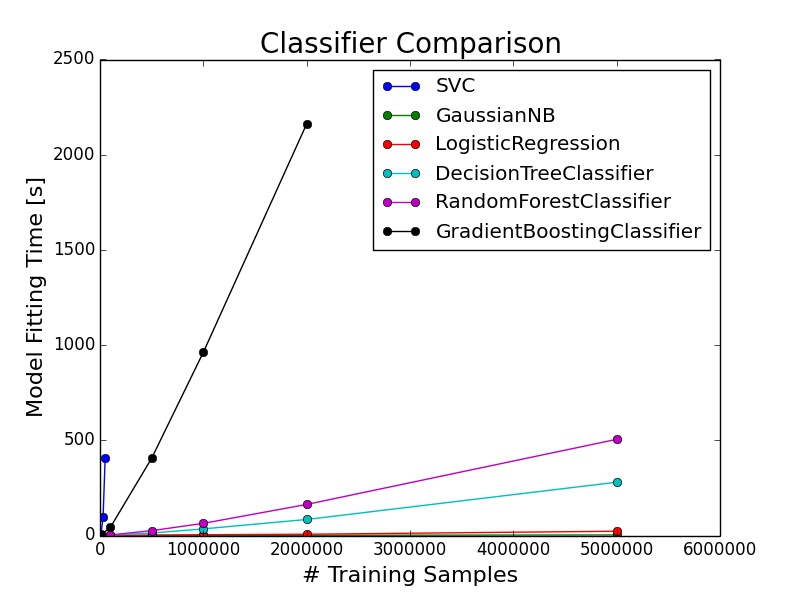 Classifier Comparison
2500
2000
1500
1000
500
0
Model Fitting Time [s]
SVC
GaussianNB
LogisticRegression
DecisionTreeClassifier
RandomForestClassifier
GradientBoostingClassifier
0 1000000 2000000 3000000 4000000 5000000 6000000
# Training Samples